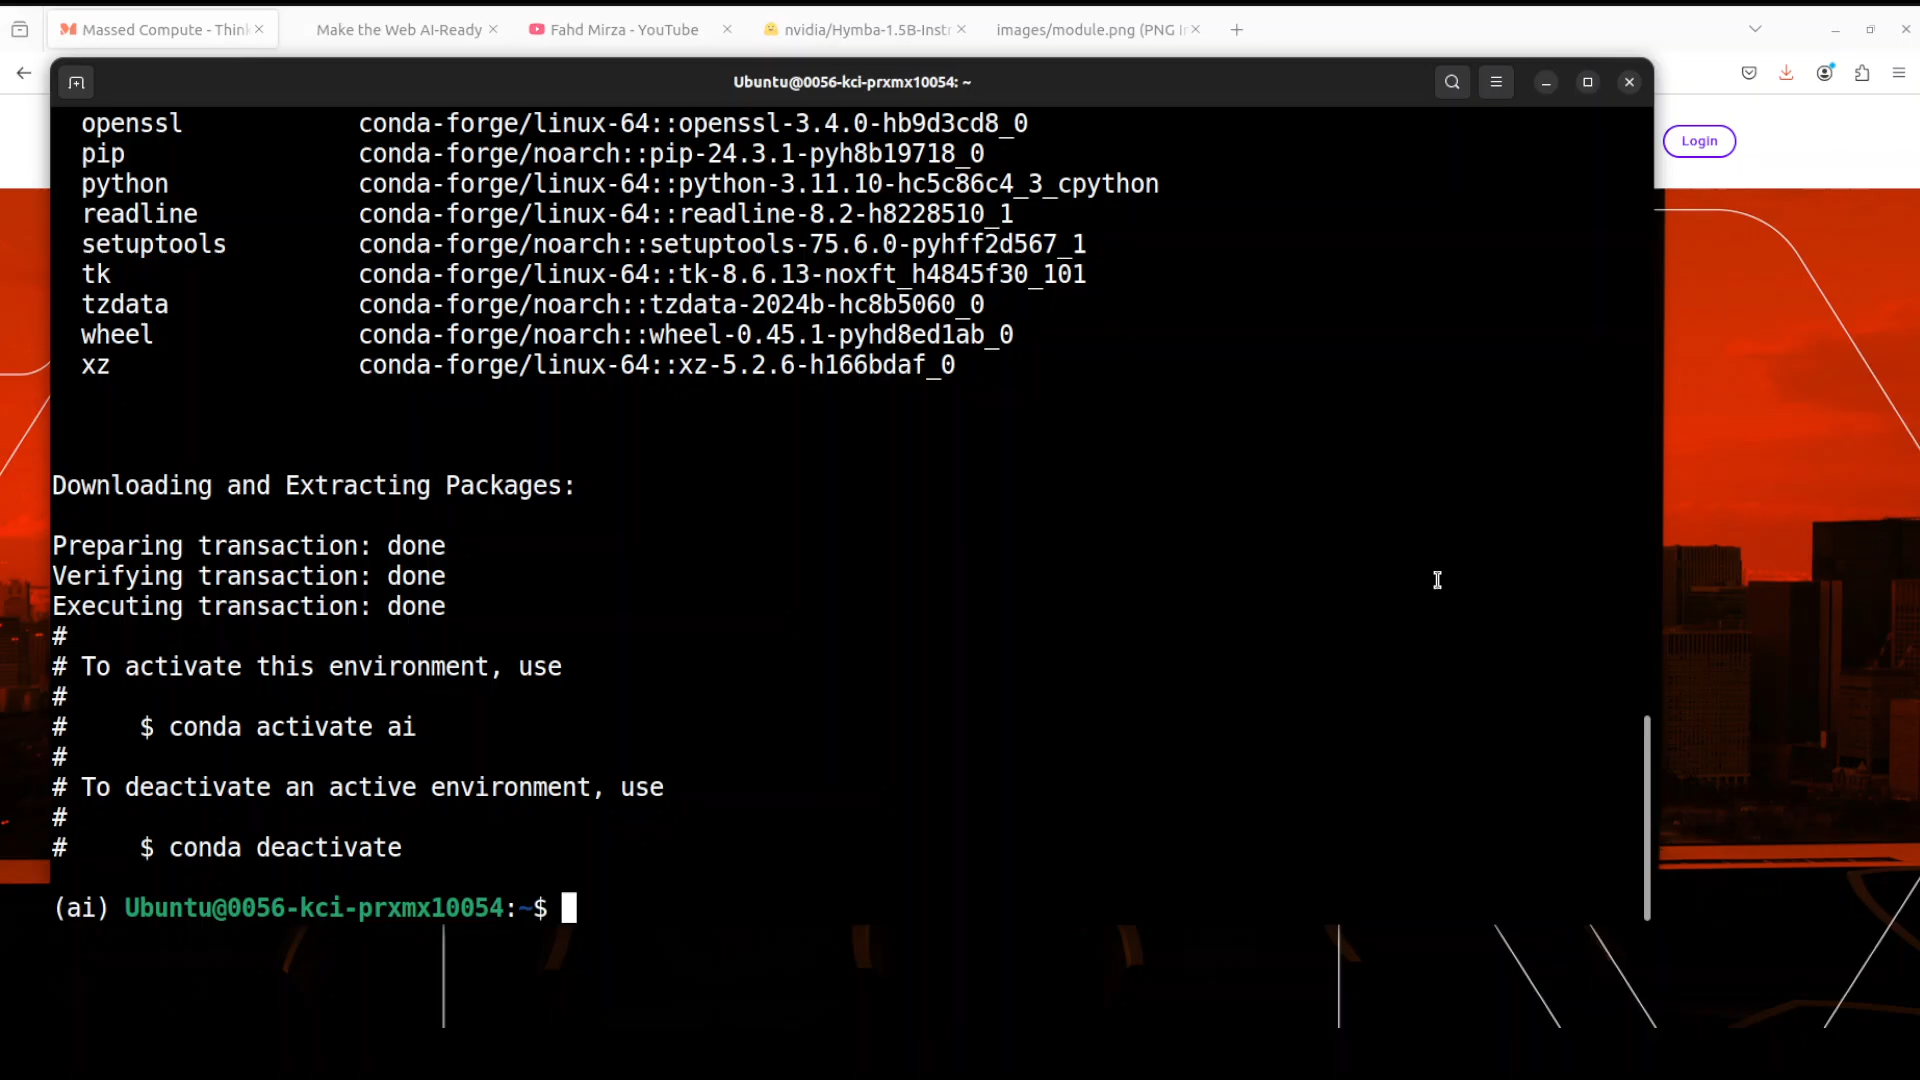 Massed Compute - Think
Make the Web AI-Ready
Fahd Mirza - YouTube
nvidia/Hymba-1.5B-Instr
images/module.png (PNG I
Ubuntu@0056-kci-prxmx10054: ~
Login
openssl conda-forge/linux-64::openssl-3.4.0-hb9d3cd8_0
pip conda-forge/noarch::pip-24.3.1-pyh8b19718_0
python conda-forge/linux-64::python-3.11.10-hc5c86c4_3_cpython
readline conda-forge/linux-64::readline-8.2-h8228510_1
setuptools conda-forge/noarch::setuptools-75.6.0-pyhff2d567_1
tk conda-forge/linux-64::tk-8.6.13-noxft_h4845f30_101
tzdata conda-forge/noarch::tzdata-2024b-hc8b5060_0
wheel conda-forge/noarch::wheel-0.45.1-pyhd8ed1ab_0
xz conda-forge/linux-64::xz-5.2.6-h166bdaf_0
Downloading and Extracting Packages:
Preparing transaction: done
Verifying transaction: done
Executing transaction: done
#
# To activate this environment, use
#
# $ conda activate ai
#
# To deactivate an active environment, use
#
# $ conda deactivate
(ai) Ubuntu@0056-kci-prxmx10054:~$